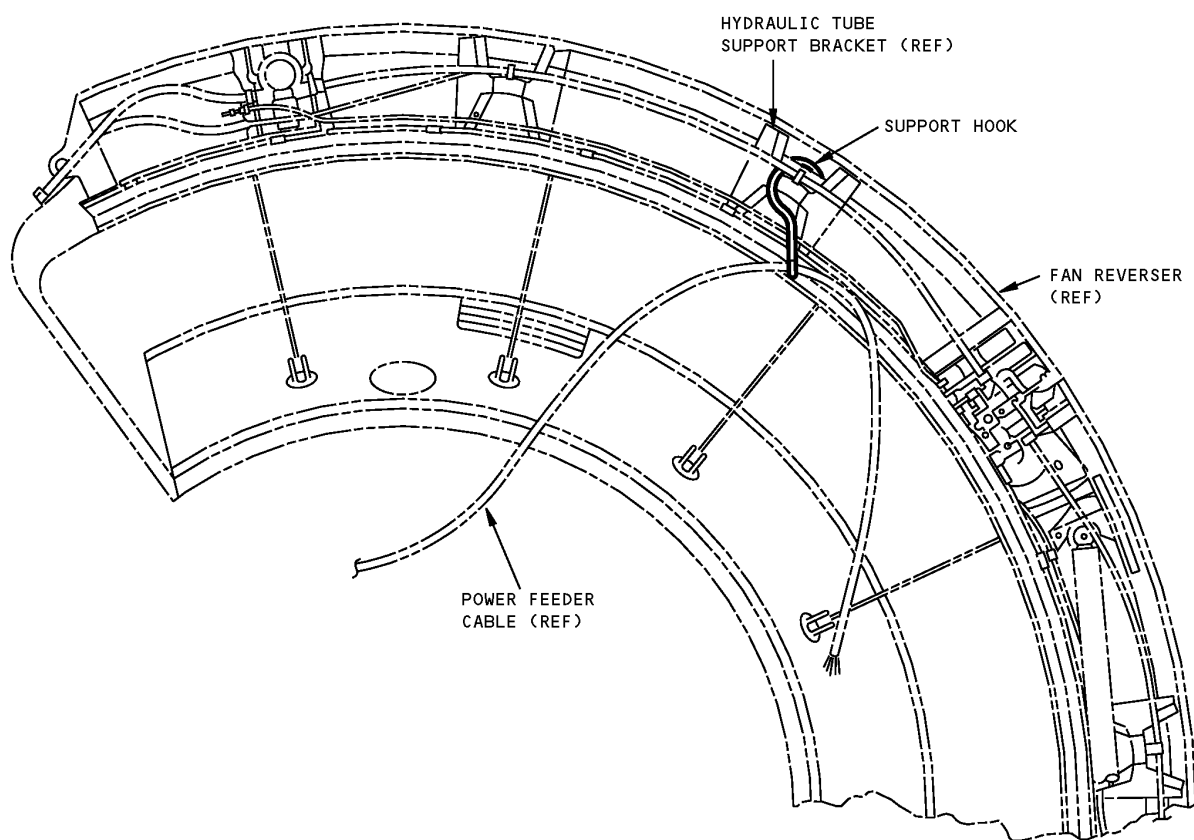 HYDRAULIC TUBE
SUPPORT BRACKET (REF)
SUPPORT HOOK
FAN REVERSER
(REF)
POWER FEEDER
CABLE (REF)